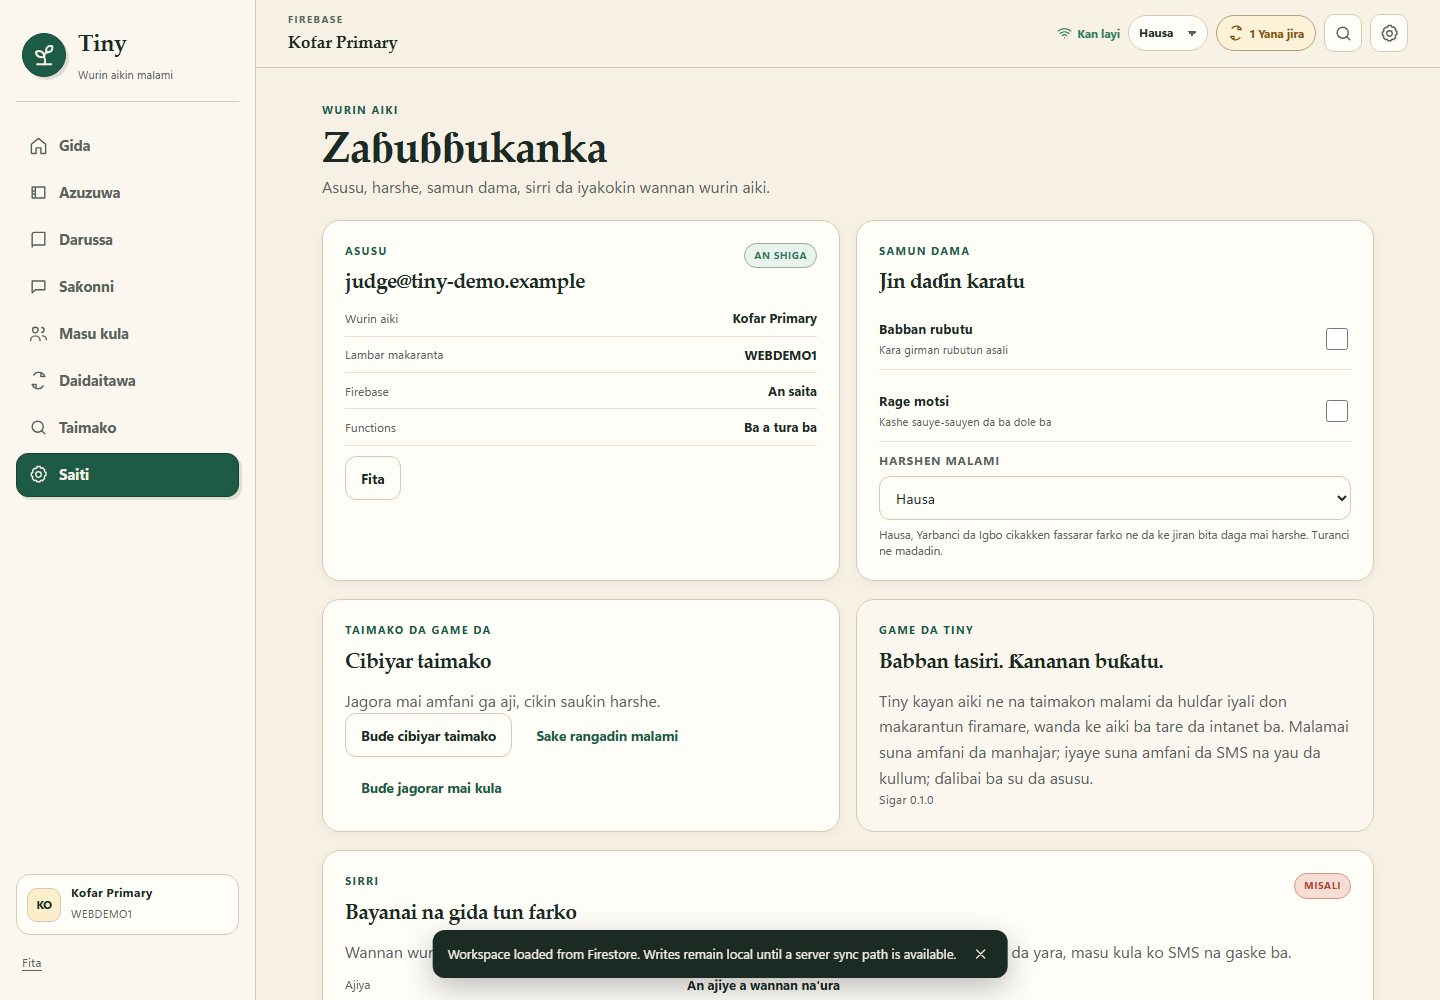 Tiny
Wurin aikin malami
Gida
Azuzuwa
Darussa
Saƙonni
Masu kula
Daidaitawa
Taimako
Saiti
KO
Kofar Primary
WEBDEMO1
Fita
FIREBASE
Kofar Primary
Kan layi
Hausa
1 Yana jira
WURIN AIKI
Zaɓuɓɓukanka
Asusu, harshe, samun dama, sirri da iyakokin wannan wurin aiki.
ASUSU
AN SHIGA
judge@tiny-demo.example
Wurin aiki
Kofar Primary
Lambar makaranta
WEBDEMO1
Firebase
An saita
Functions
Ba a tura ba
Fita
SAMUN DAMA
Jin daɗin karatu
Babban rubutu
Kara girman rubutun asali
Rage motsi
Kashe sauye-sauyen da ba dole ba
HARSHEN MALAMI
Hausa
Hausa, Yarbanci da Igbo cikakken fassarar farko ne da ke jiran bita daga mai harshe. Turanci
ne madadin.
TAIMAKO DA GAME DA
Cibiyar taimako
Jagora mai amfani ga aji, cikin sauƙin harshe.
Buɗe cibiyar taimako
Sake rangadin malami
Buɗe jagorar mai kula
GAME DA TINY
Babban tasiri. Ƙananan buƙatu.
Tiny kayan aiki ne na taimakon malami da hulɗar iyali don
makarantun firamare, wanda ke aiki ba tare da intanet ba. Malamai
suna amfani da manhajar; iyaye suna amfani da SMS na yau da
kullum; ɗalibai ba su da asusu.
Sigar 0.1.0
SIRRI
MISALI
Bayanai na gida tun farko
Wannan wur
da yara, masu kula ko SMS na gaske ba.
Workspace loaded from Firestore. Writes remain local until a server sync path is available.
Ajiya
An ajiye a wannan na'ura